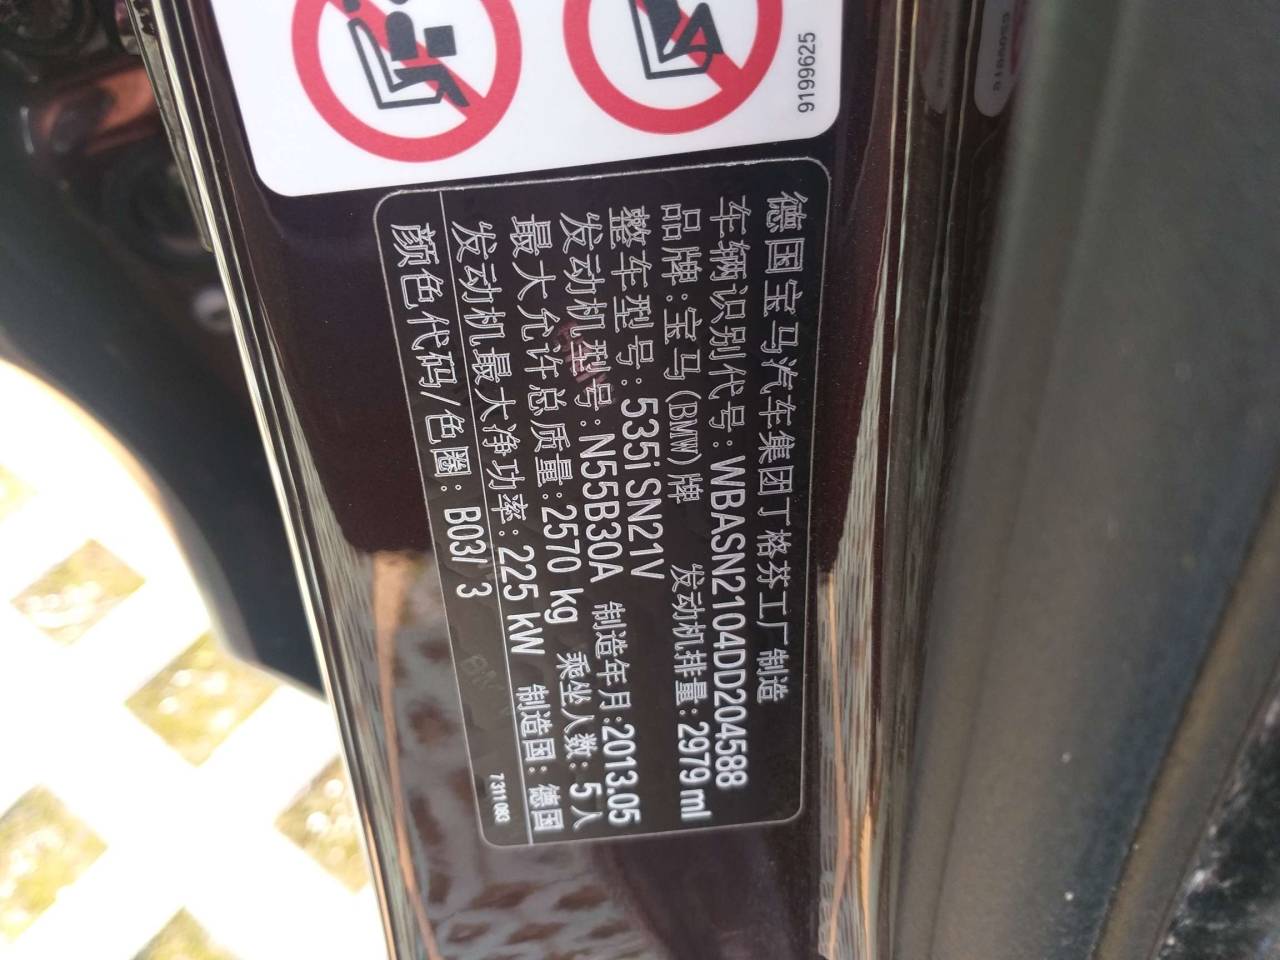 9199625
德国宝马汽车集团丁格芬工厂制造
车辆识别代号:WBASN2104DD204588
品牌:宝马(BMW)牌 发动机排量:2979 ml
整车型号:535i SN21V
发动机型号:N55B30A 制造年月:2013.05
最大允许总质量:2570 kg 乘坐人数:5人
发动机最大净功率:225 kW 制造国:德国
颜色代码/色圈:B03/ 3
7311083